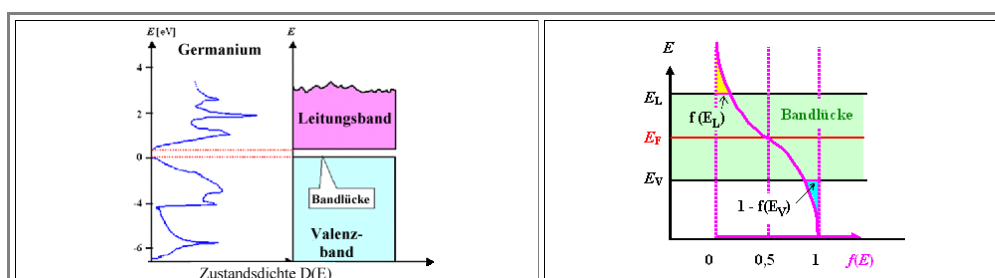 E [eV]
Germanium
4
2
0
-2
-4
-6
E
Leitungsband
Bandlücke
Valenz-
band
Zustandsdichte D(E)
E
E_L
f (E_L)
Bandlücke
E_F
E_V
1 - f(E_V)
0
0,5
1
f(E)